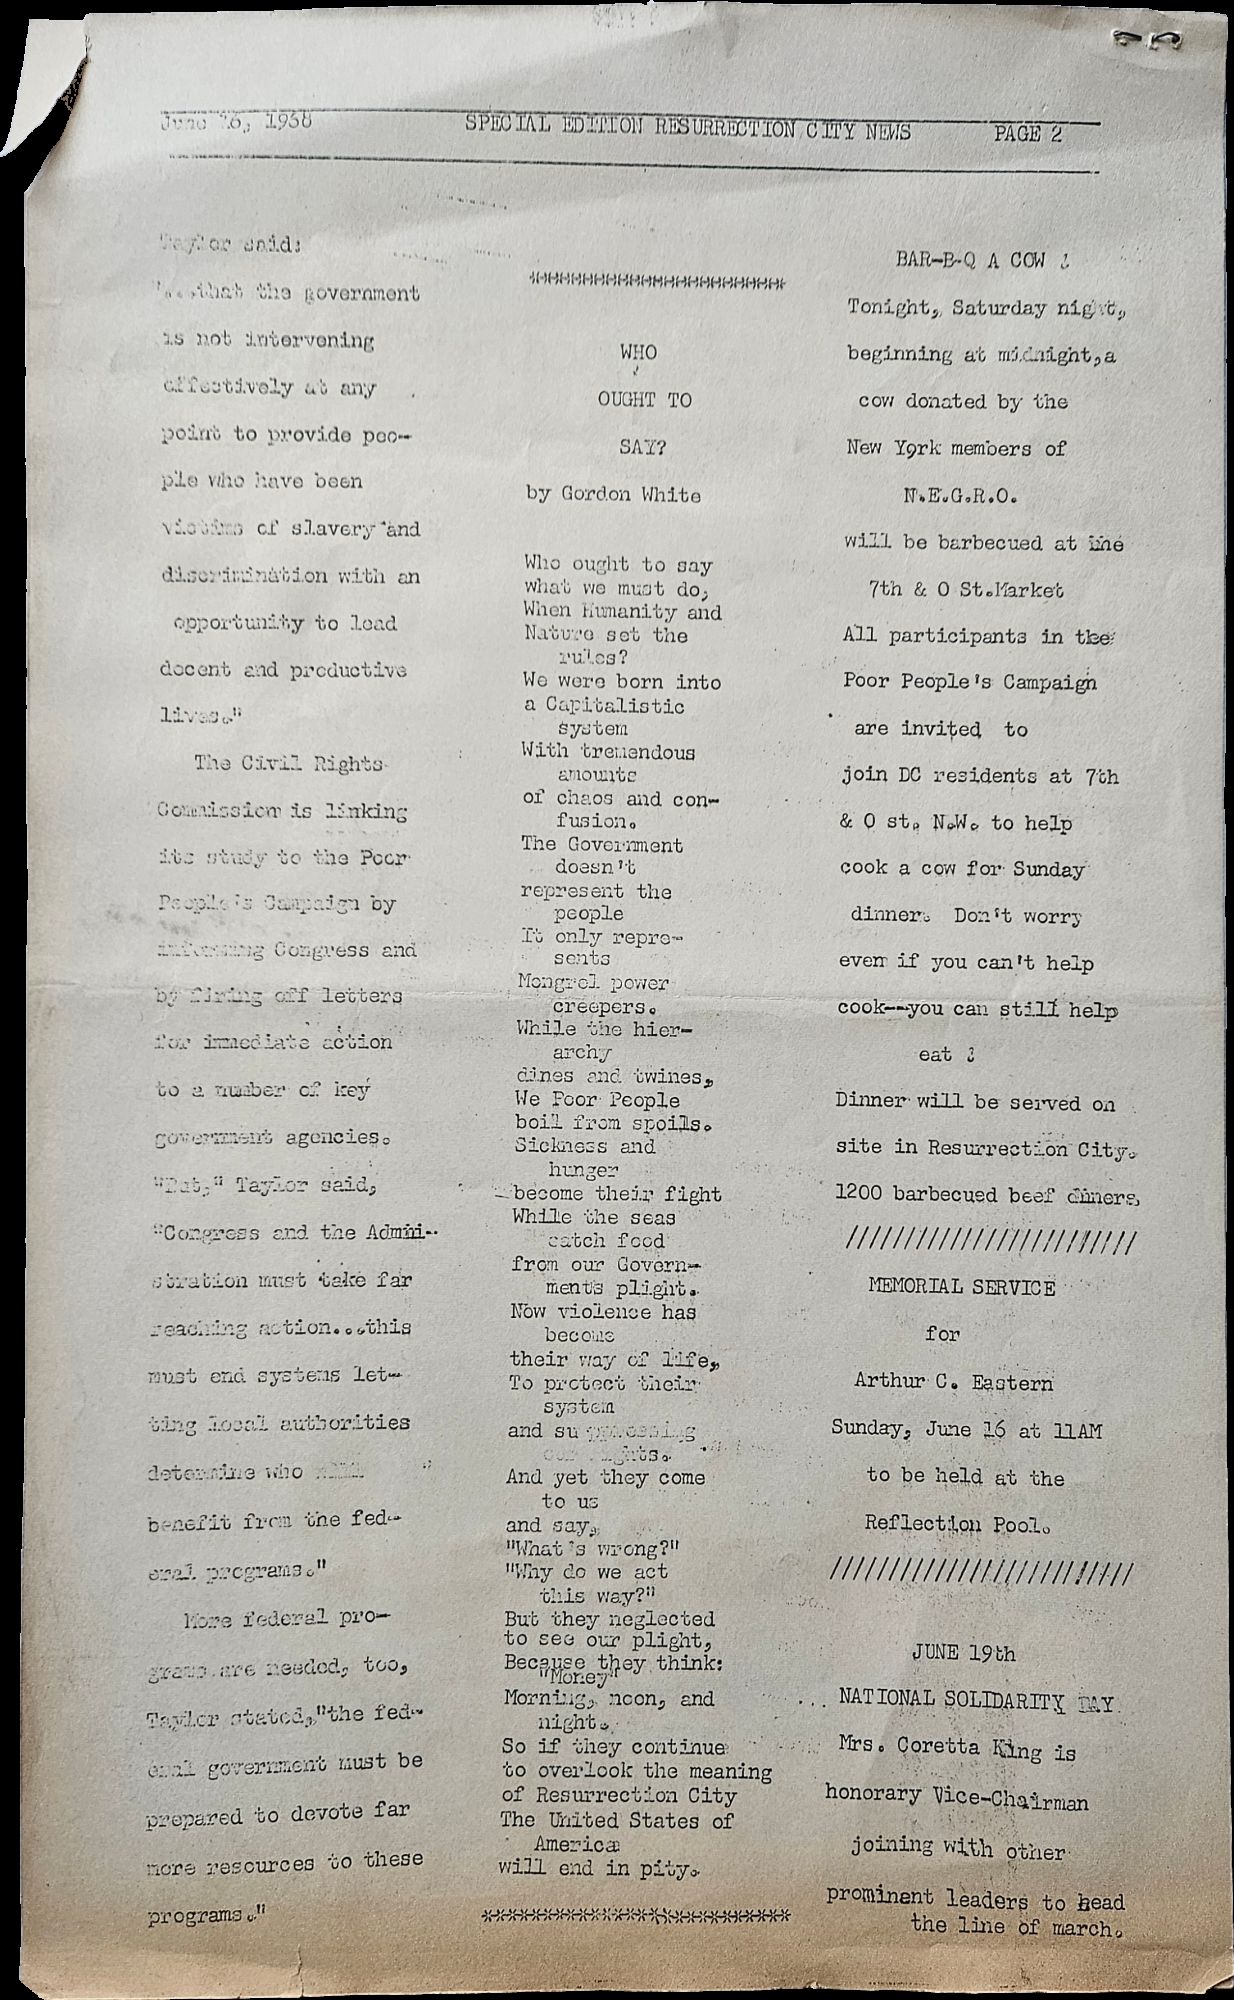 June 16, 1968 SPECIAL EDITION RESURRECTION CITY NEWS PAGE 2
Taylor said:
"...that the government
is not intervening
effectively at any
point to provide peo-
ple who have been
victims of slavery and
discrimination with an
opportunity to lead
decent and productive
lives."
The Civil Rights
Commission is linking
its study to the Poor
People's Campaign by
informing Congress and
by firing off letters
for immediate action
to a number of key
government agencies.
"But," Taylor said,
"Congress and the Admini-
stration must take far
reaching action...this
must end systems let-
ting local authorities
determine who will
benefit from the fed-
eral programs."
More federal pro-
grams are needed, too,
Taylor stated,"the fed-
eral government must be
prepared to devote far
more resources to these
programs."
***************************
WHO
OUGHT TO
SAY?
by Gordon White
Who ought to say
what we must do,
When Humanity and
Nature set the
rules?
We were born into
a Capitalistic
system
With tremendous
amounts
of chaos and con-
fusion.
The Government
doesn't
represent the
people
It only repre-
sents
Mongrel power
creepers.
While the hier-
archy
dines and twines,
We Poor People
boil from spoils.
Sickness and
hunger
become their fight
While the seas
catch food
from our Govern-
ments plight.
Now violence has
become
their way of life,
To protect their
system
and suppressing
our rights.
And yet they come
to us
and say,
"What's wrong?"
"Why do we act
this way?"
But they neglected
to see our plight,
Because they think:
"Money"
Morning, noon, and
night.
So if they continue
to overlook the meaning
of Resurrection City
The United States of
America
will end in pity.
*********************************
BAR-B-Q A COW !
Tonight, Saturday night,
beginning at midnight,a
cow donated by the
New York members of
N.E.G.R.O.
will be barbecued at the
7th & O St.Market
All participants in the
Poor People's Campaign
are invited to
join DC residents at 7th
& O st. N.W. to help
cook a cow for Sunday
dinner. Don't worry
even if you can't help
cook--you can still help
eat !
Dinner will be served on
site in Resurrection City.
1200 barbecued beef diners,
/////////////////////////
MEMORIAL SERVICE
for
Arthur C. Eastern
Sunday, June 16 at 11AM
to be held at the
Reflection Pool.
//////////////////////////
JUNE 19th
NATIONAL SOLIDARITY DAY
Mrs. Coretta King is
honorary Vice-Chairman
joining with other
prominent leaders to head
the line of march.